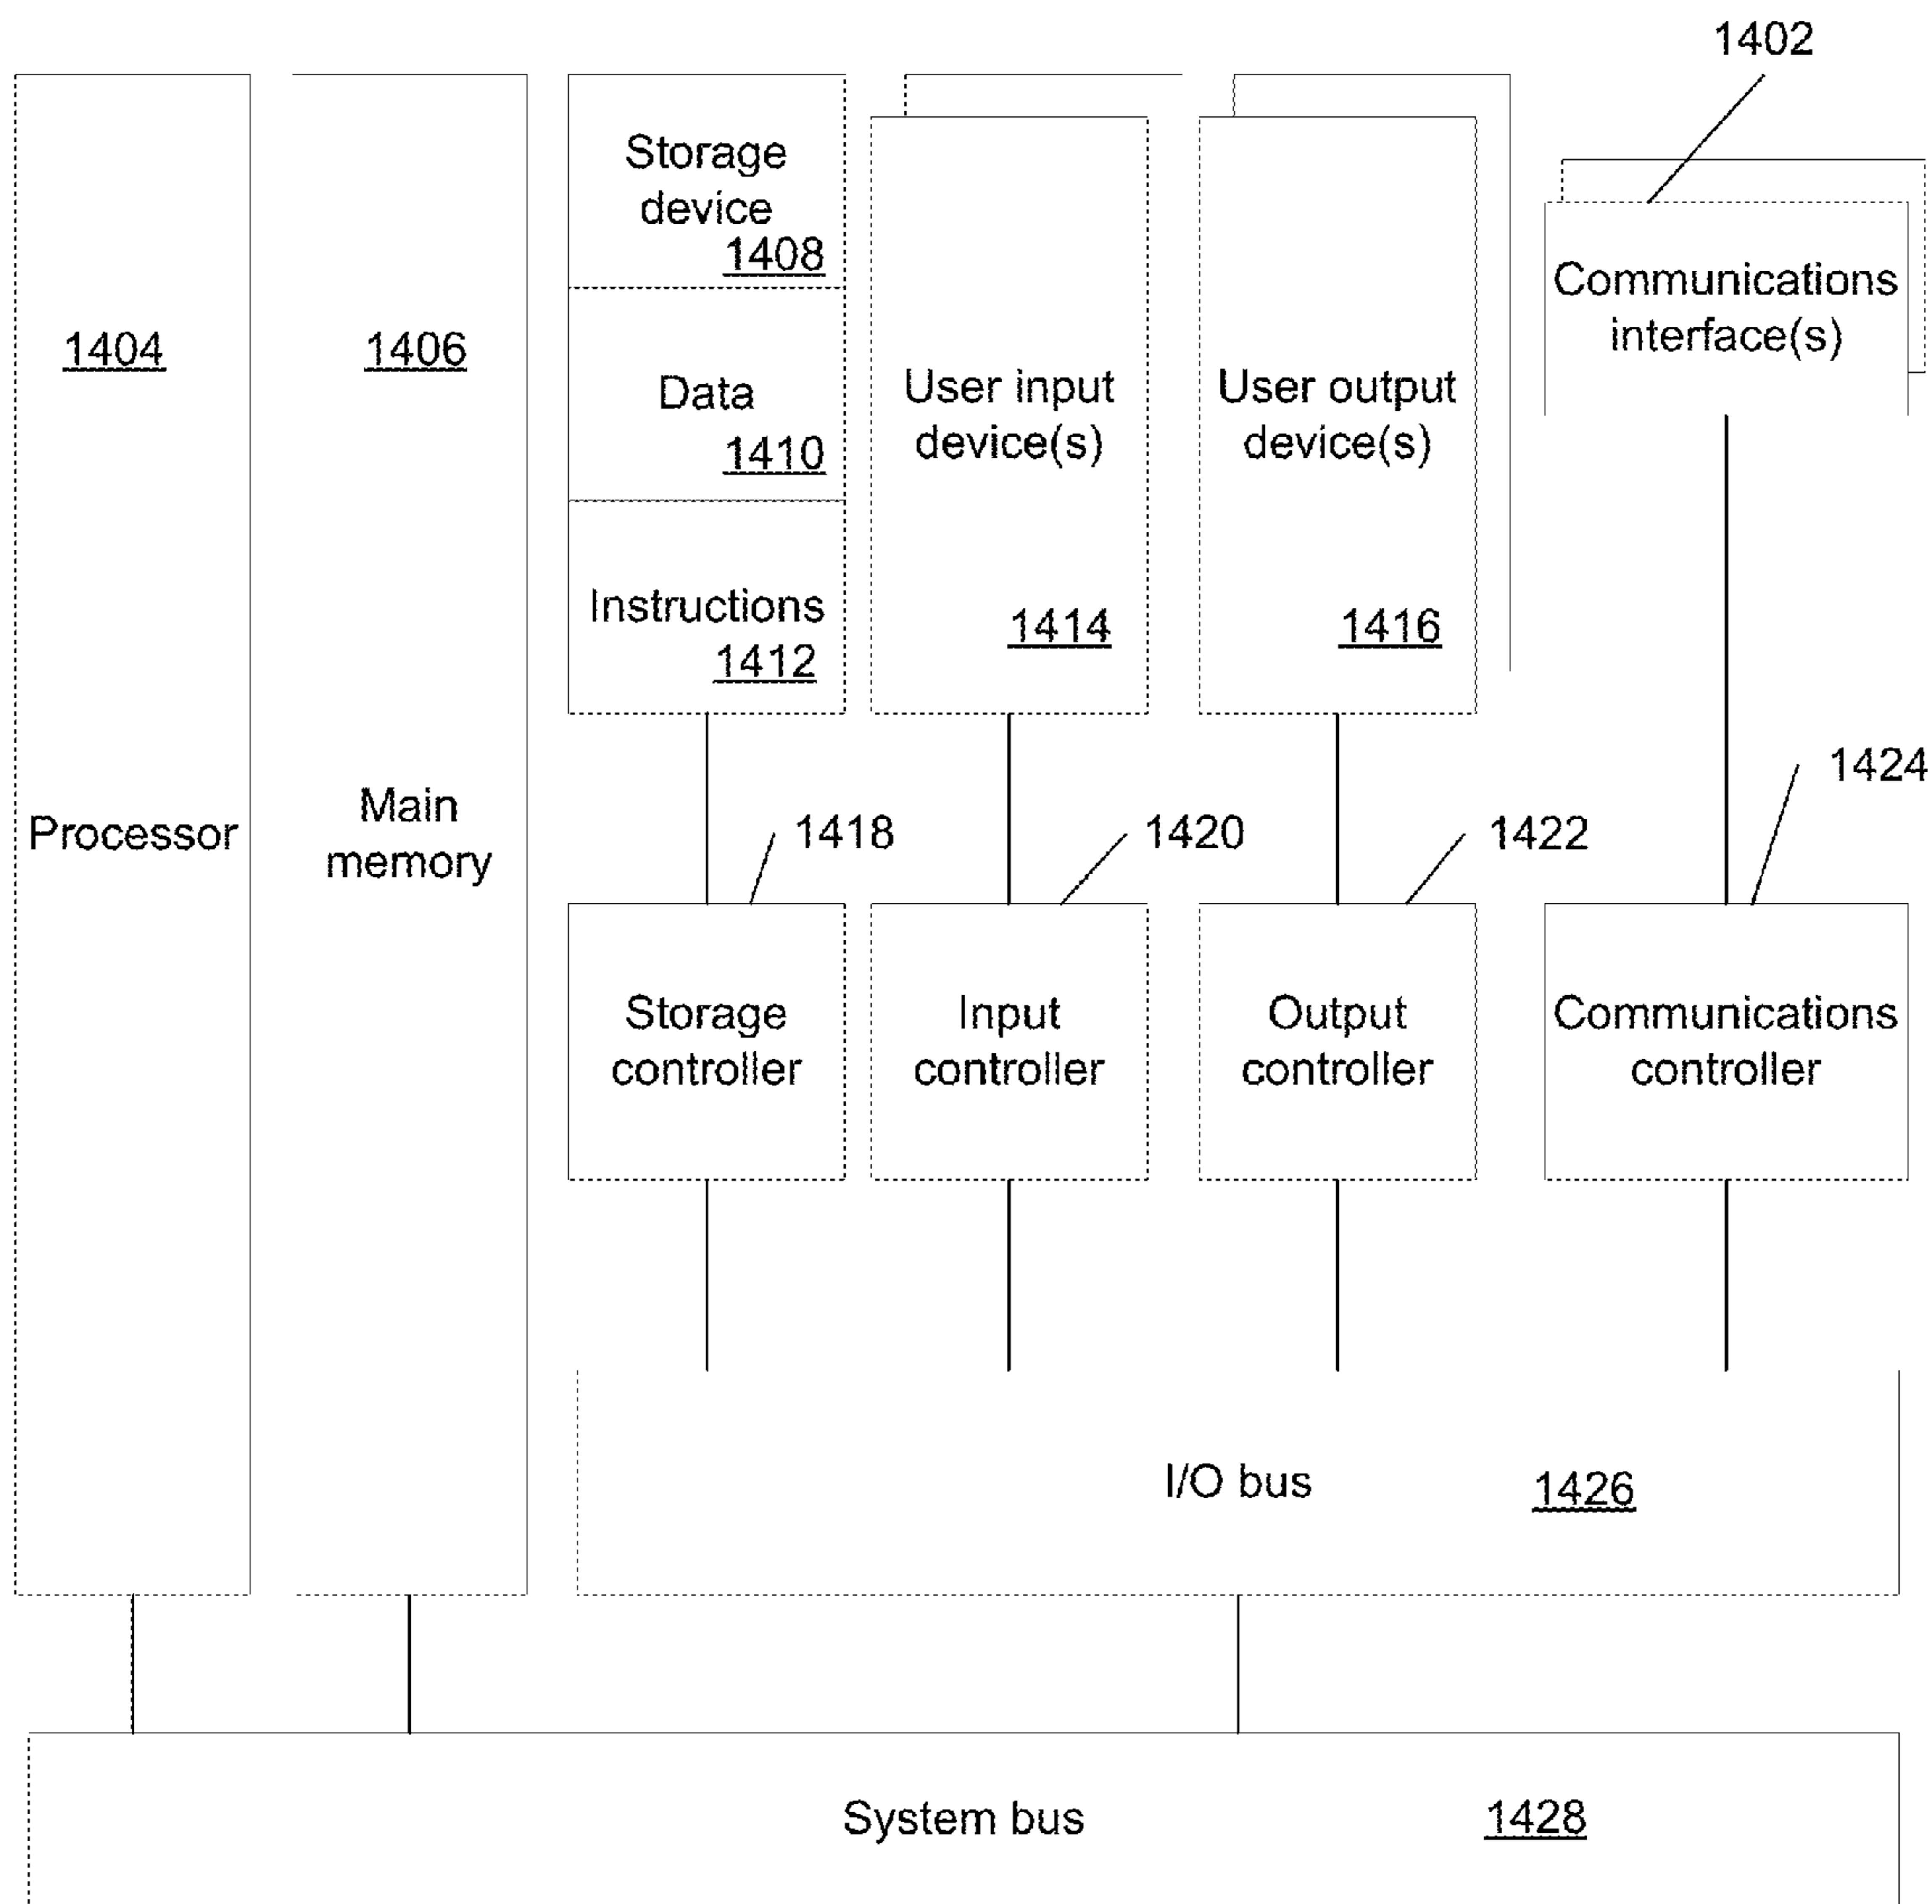 1402
Storage
device
1408
1404
1406
Data
1410
User input
device(s)
User output
device(s)
Communications
interface(s)
Instructions
1412
1414
1416
Processor
Main
memory
1418
1420
1422
1424
Storage
controller
Input
controller
Output
controller
Communications
controller
I/O bus
1426
System bus
1428